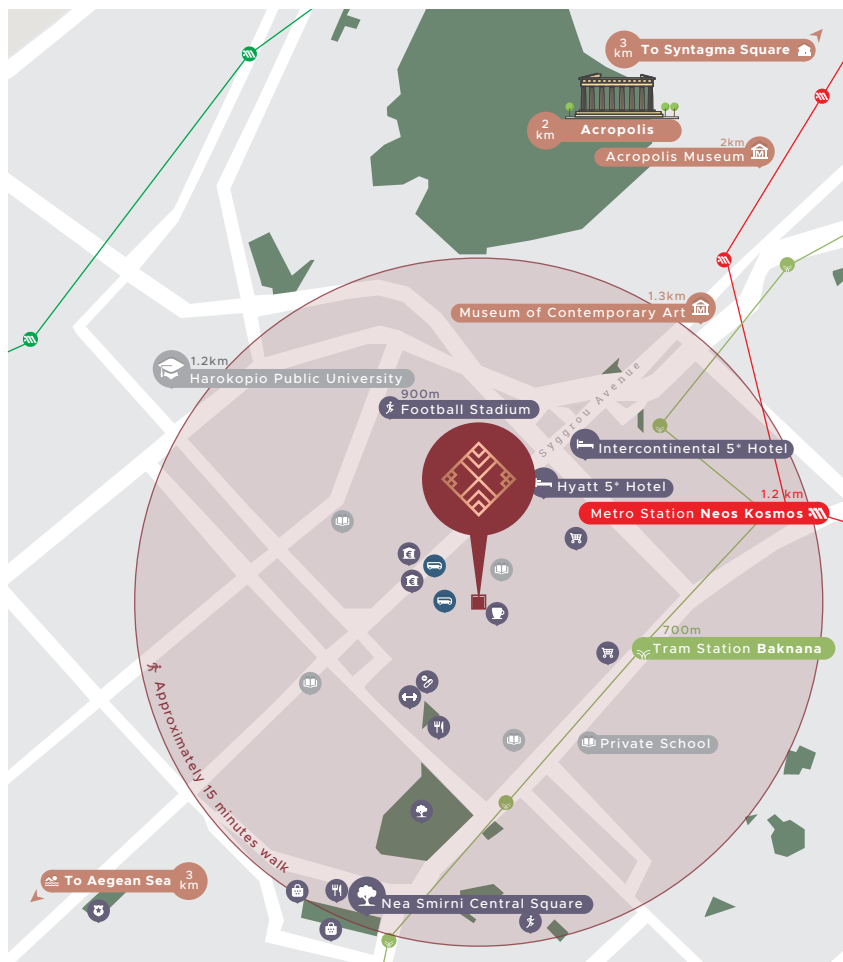 3
km
To Syntagma Square
2
km
Acropolis
2km
Acropolis Museum
1.3km
Museum of Contemporary Art
1.2km
Harokopio Public University
900m
Football Stadium
Syggrou Avenue
Intercontinental 5* Hotel
Hyatt 5* Hotel
1.2 km
Metro Station Neos Kosmos
700m
Tram Station Baknana
Private School
Approximately 15 minutes walk
To Aegean Sea
3
km
Nea Smirni Central Square